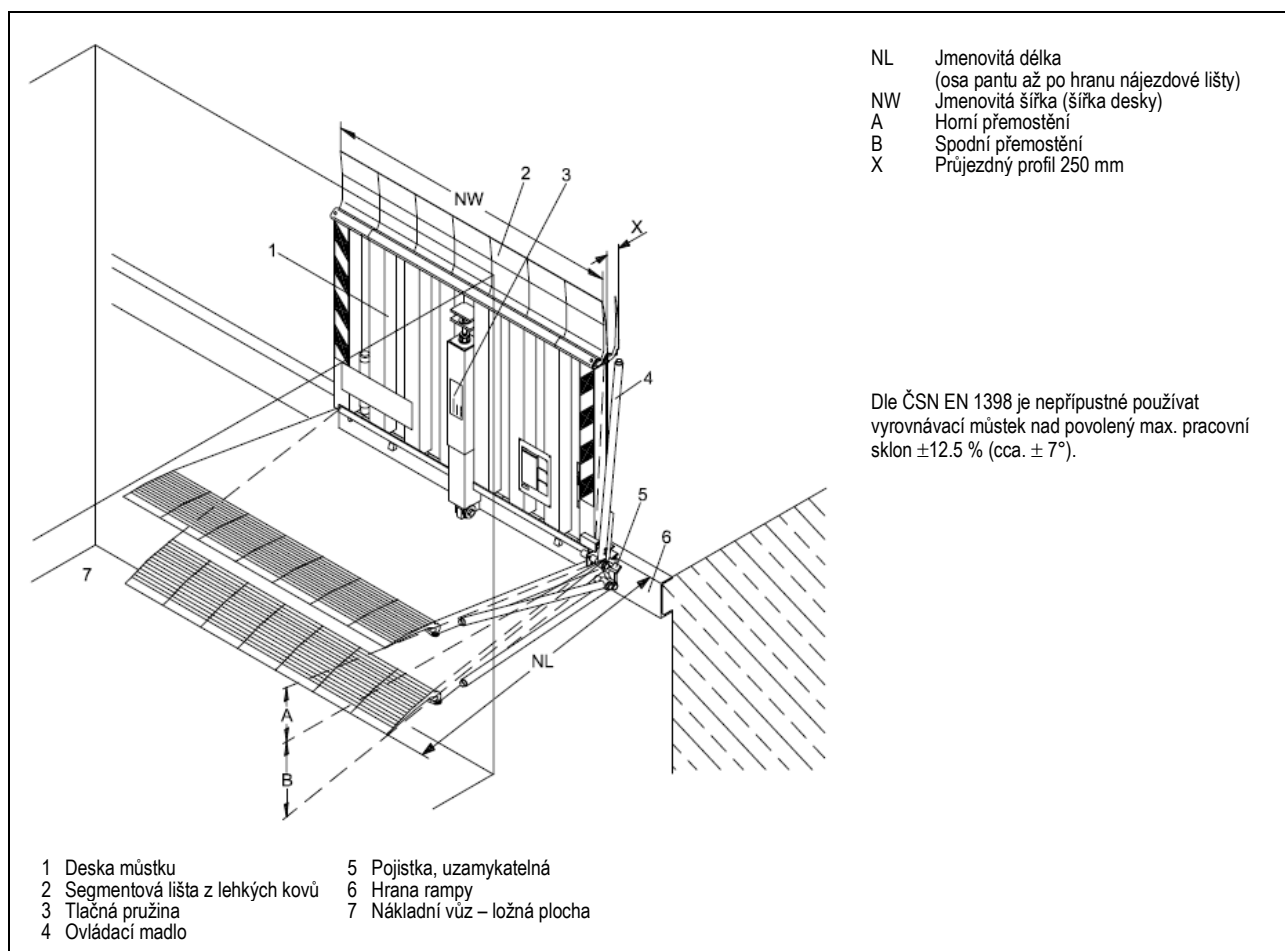 NL Jmenovitá délka
(osa pantu až po hranu nájezdové lišty)
NW Jmenovitá šířka (šířka desky)
A Horní přemostění
B Spodní přemostění
X Průjezdný profil 250 mm
NW
2
3
X
1
4
Dle ČSN EN 1398 je nepřípustné používat
vyrovnávací můstek nad povolený max. pracovní
sklon ±12.5 % (cca. ± 7°).
5
6
7
NL
A
B
1 Deska můstku
2 Segmentová lišta z lehkých kovů
3 Tlačná pružina
4 Ovládací madlo
5 Pojistka, uzamykatelná
6 Hrana rampy
7 Nákladní vůz – ložná plocha